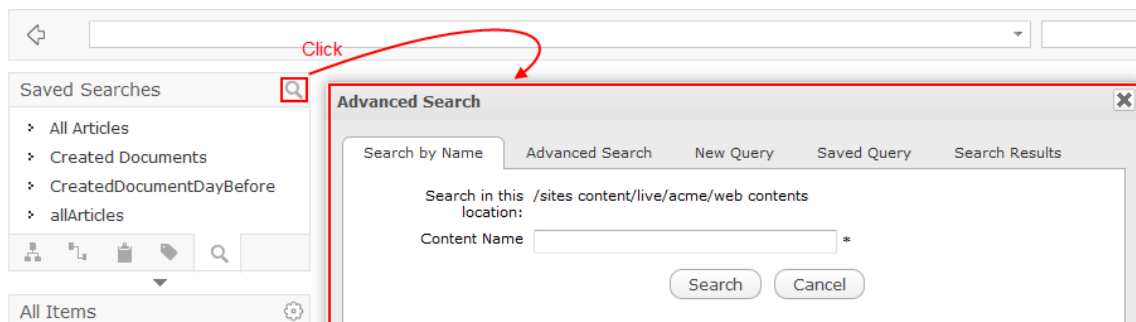 Click
Saved Searches
All Articles
Created Documents
CreatedDocumentDayBefore
allArticles
All Items
Advanced Search
Search by Name Advanced Search New Query Saved Query Search Results
Search in this location: /sites content/live/acme/web contents
Content Name *
Search Cancel